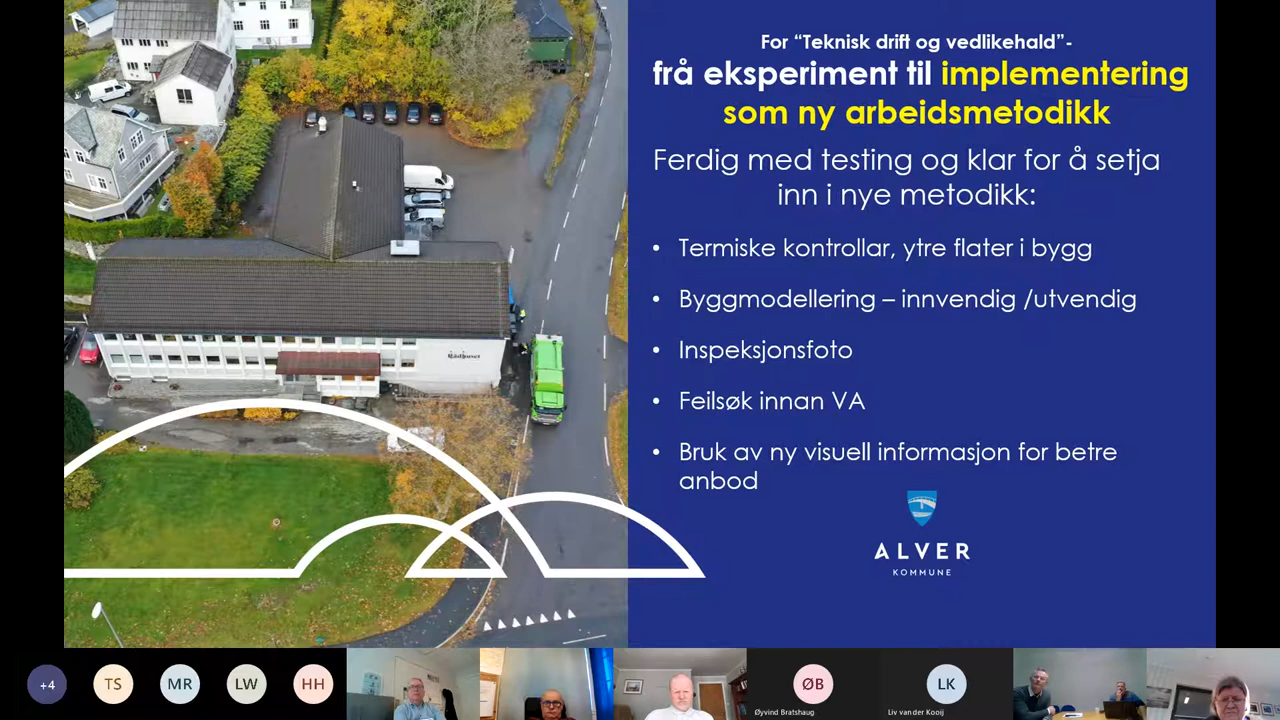 For “Teknisk drift og vedlikehald”-
frå eksperiment til implementering
som ny arbeidsmetodikk
Ferdig med testing og klar for å setja
inn i nye metodikk:
• Termiske kontrollar, ytre flater i bygg
• Byggmodellering – innvendig /utvendig
• Inspeksjonsfoto
• Feilsøk innan VA
• Bruk av ny visuell informasjon for betre
anbod
ALVER
KOMMUNE
+4
TS
MR
LW
HH
ØB
Øyvind Bratshaug
LK
Liv van der Kooij